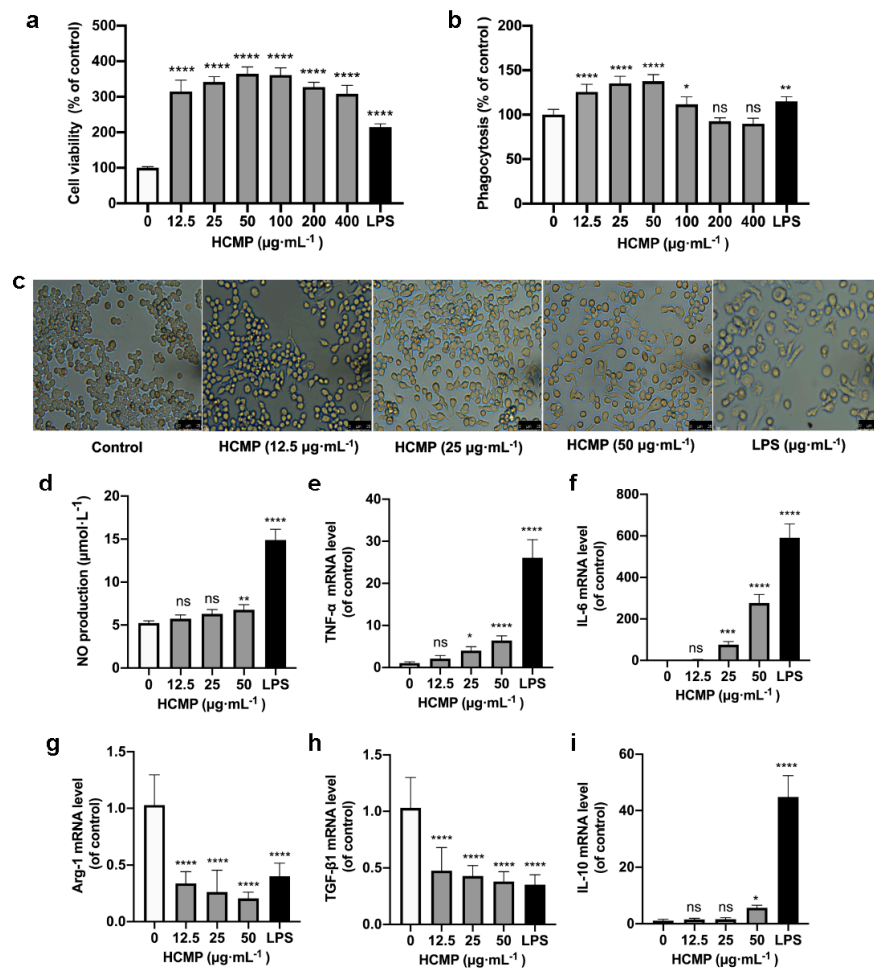 a
Cell viability (% of control)
500
400
300
200
100
0
**** **** **** **** **** **** ****
0 12.5 25 50 100 200 400 LPS
HCMP (µg·mL-1 )
b
Phagocytosis (% of control)
200
150
100
50
0
**** **** **** * ns ns **
0 12.5 25 50 100 200 400 LPS
HCMP (µg·mL-1 )
c
Control HCMP (12.5 µg·mL-1) HCMP (25 µg·mL-1) HCMP (50 µg·mL-1) LPS (µg·mL-1)
d
NO production (µmol·L-1)
20
15
10
5
0
ns ns ** ****
0 12.5 25 50 LPS
HCMP (µg·mL-1 )
e
TNF-α mRNA level
(of control)
40
30
20
10
0
ns * **** ****
0 12.5 25 50 LPS
HCMP (µg·mL-1 )
f
IL-6 mRNA level
(of control)
800
600
400
200
0
ns *** **** ****
0 12.5 25 50 LPS
HCMP (µg·mL-1 )
g
Arg-1 mRNA level
(of control)
1.5
1.0
0.5
0.0
**** **** **** ****
0 12.5 25 50 LPS
HCMP (µg·mL-1 )
h
TGF-β1 mRNA level
(of control)
1.5
1.0
0.5
0.0
**** **** **** ****
0 12.5 25 50 LPS
HCMP (µg·mL-1 )
i
IL-10 mRNA level
(of control)
60
40
20
0
ns ns * ****
0 12.5 25 50 LPS
HCMP (µg·mL-1 )